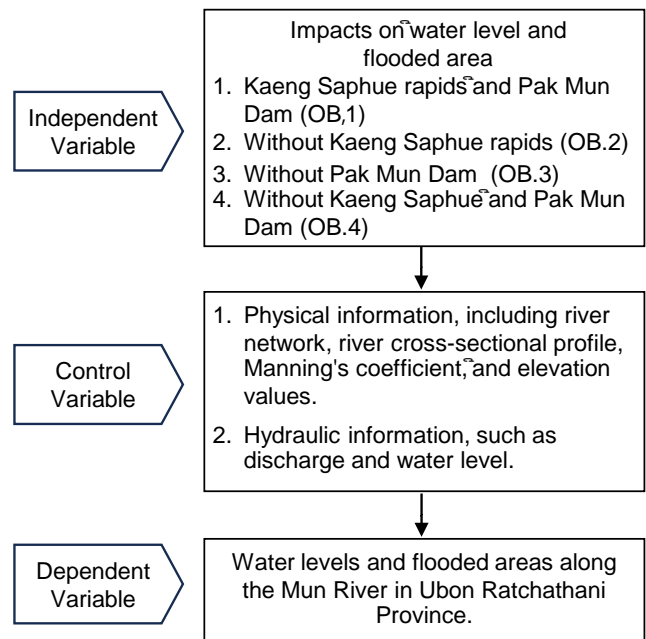 Impacts on water level and
flooded area
Independent
Variable
1. Kaeng Saphue rapids and Pak Mun
Dam (OB,1)
2. Without Kaeng Saphue rapids (OB.2)
3. Without Pak Mun Dam (OB.3)
4. Without Kaeng Saphue and Pak Mun
Dam (OB.4)
Control
Variable
1. Physical information, including river
network, river cross-sectional profile,
Manning's coefficient, and elevation
values.
2. Hydraulic information, such as
discharge and water level.
Dependent
Variable
Water levels and flooded areas along
the Mun River in Ubon Ratchathani
Province.